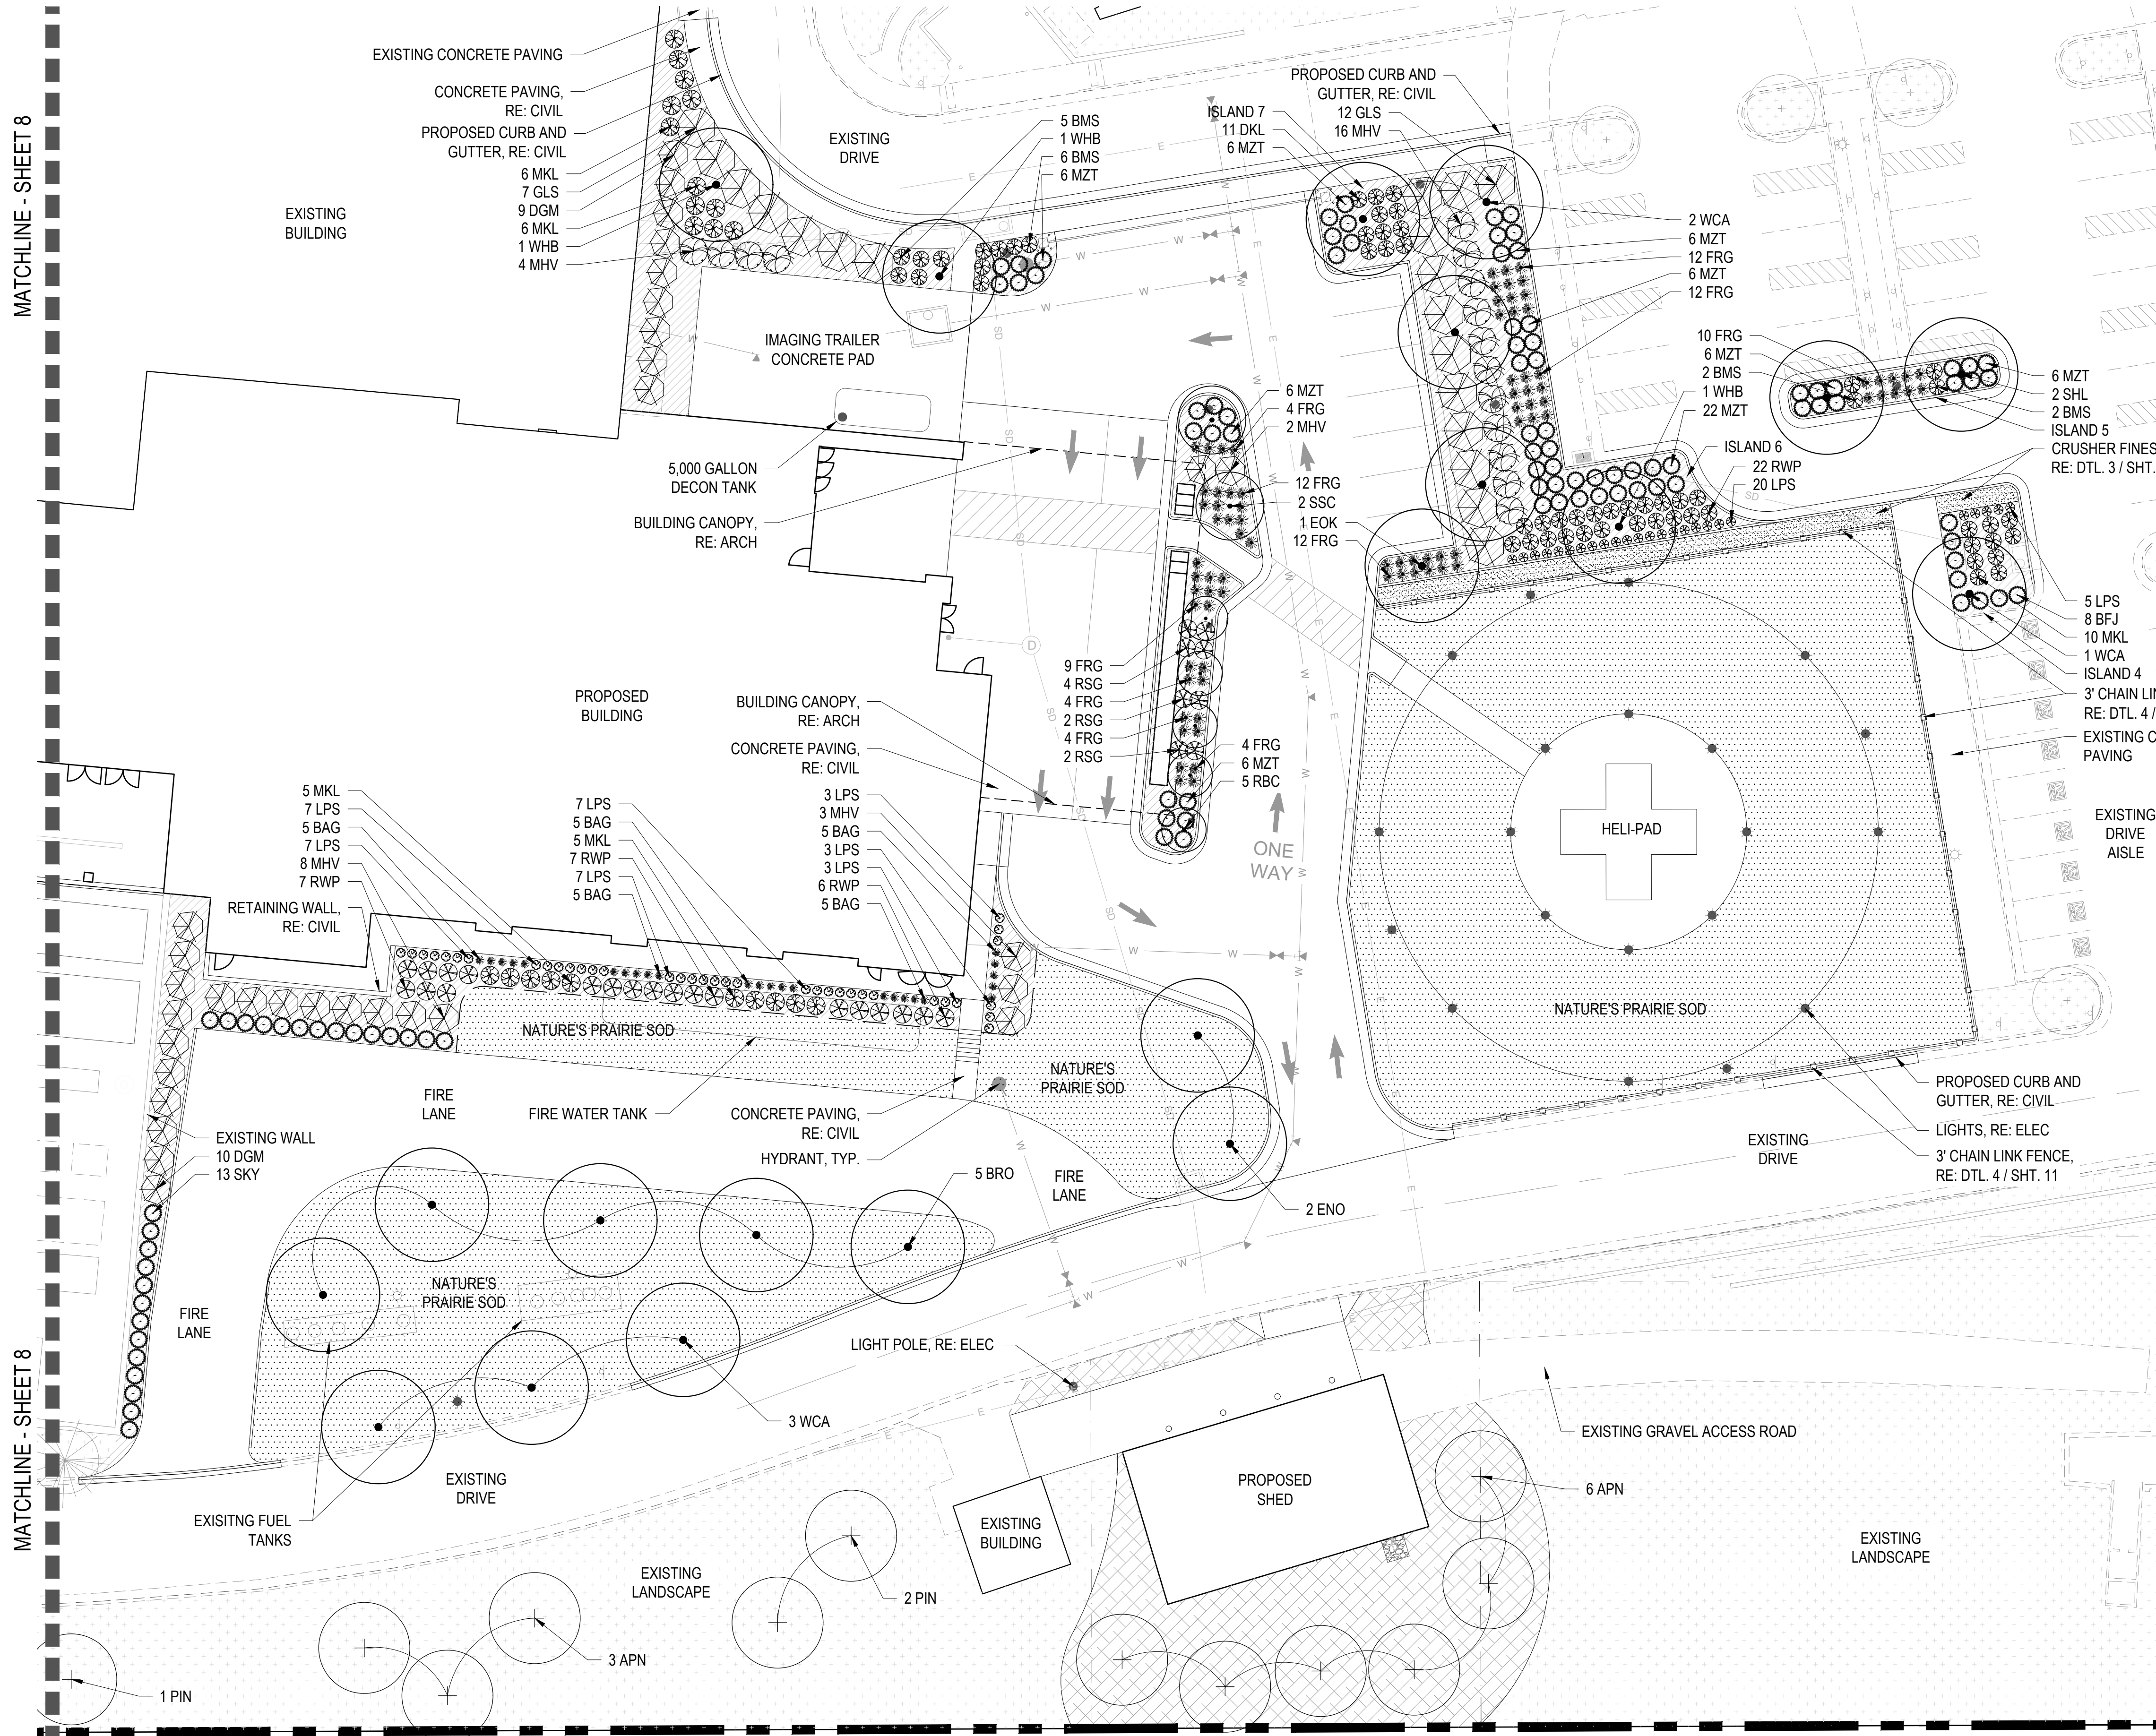 MATCHLINE - SHEET 8
EXISTING CONCRETE PAVING
CONCRETE PAVING,
RE: CIVIL
PROPOSED CURB AND
GUTTER, RE: CIVIL
6 MKL
7 GLS
9 DGM
6 MKL
1 WHB
4 MHV
EXISTING
BUILDING
EXISTING
DRIVE
5 BMS
1 WHB
6 BMS
6 MZT
PROPOSED CURB AND
GUTTER, RE: CIVIL
12 GLS
16 MHV
ISLAND 7
11 DKL
6 MZT
2 WCA
6 MZT
12 FRG
6 MZT
12 FRG
10 FRG
6 MZT
2 BMS
1 WHB
22 MZT
6 MZT
2 SHL
2 BMS
ISLAND 5
CRUSHER FINES
RE: DTL. 3 / SHT.
ISLAND 6
22 RWP
20 LPS
IMAGING TRAILER
CONCRETE PAD
5,000 GALLON
DECON TANK
BUILDING CANOPY,
RE: ARCH
6 MZT
4 FRG
2 MHV
12 FRG
2 SSC
1 EOK
12 FRG
5 LPS
8 BFJ
10 MKL
1 WCA
ISLAND 4
3' CHAIN LIN
RE: DTL. 4 /
EXISTING C
PAVING
EXISTING
DRIVE
AISLE
PROPOSED
BUILDING
BUILDING CANOPY,
RE: ARCH
CONCRETE PAVING,
RE: CIVIL
9 FRG
4 RSG
4 FRG
2 RSG
4 FRG
2 RSG
4 FRG
6 MZT
5 RBC
D
ONE
WAY
HELI-PAD
NATURE'S PRAIRIE SOD
5 MKL
7 LPS
5 BAG
7 LPS
8 MHV
7 RWP
RETAINING WALL,
RE: CIVIL
7 LPS
5 BAG
5 MKL
7 RWP
7 LPS
5 BAG
3 LPS
3 MHV
5 BAG
3 LPS
3 LPS
6 RWP
5 BAG
NATURE'S PRAIRIE SOD
NATURE'S
PRAIRIE SOD
FIRE
LANE
FIRE WATER TANK
CONCRETE PAVING,
RE: CIVIL
HYDRANT, TYP.
EXISTING WALL
10 DGM
13 SKY
5 BRO
FIRE
LANE
2 ENO
EXISTING
DRIVE
PROPOSED CURB AND
GUTTER, RE: CIVIL
LIGHTS, RE: ELEC
3' CHAIN LINK FENCE,
RE: DTL. 4 / SHT. 11
FIRE
LANE
NATURE'S
PRAIRIE SOD
LIGHT POLE, RE: ELEC
3 WCA
MATCHLINE - SHEET 8
EXISITNG FUEL
TANKS
EXISTING
DRIVE
EXISTING GRAVEL ACCESS ROAD
PROPOSED
SHED
6 APN
EXISTING
BUILDING
EXISTING
LANDSCAPE
EXISTING
LANDSCAPE
2 PIN
3 APN
1 PIN